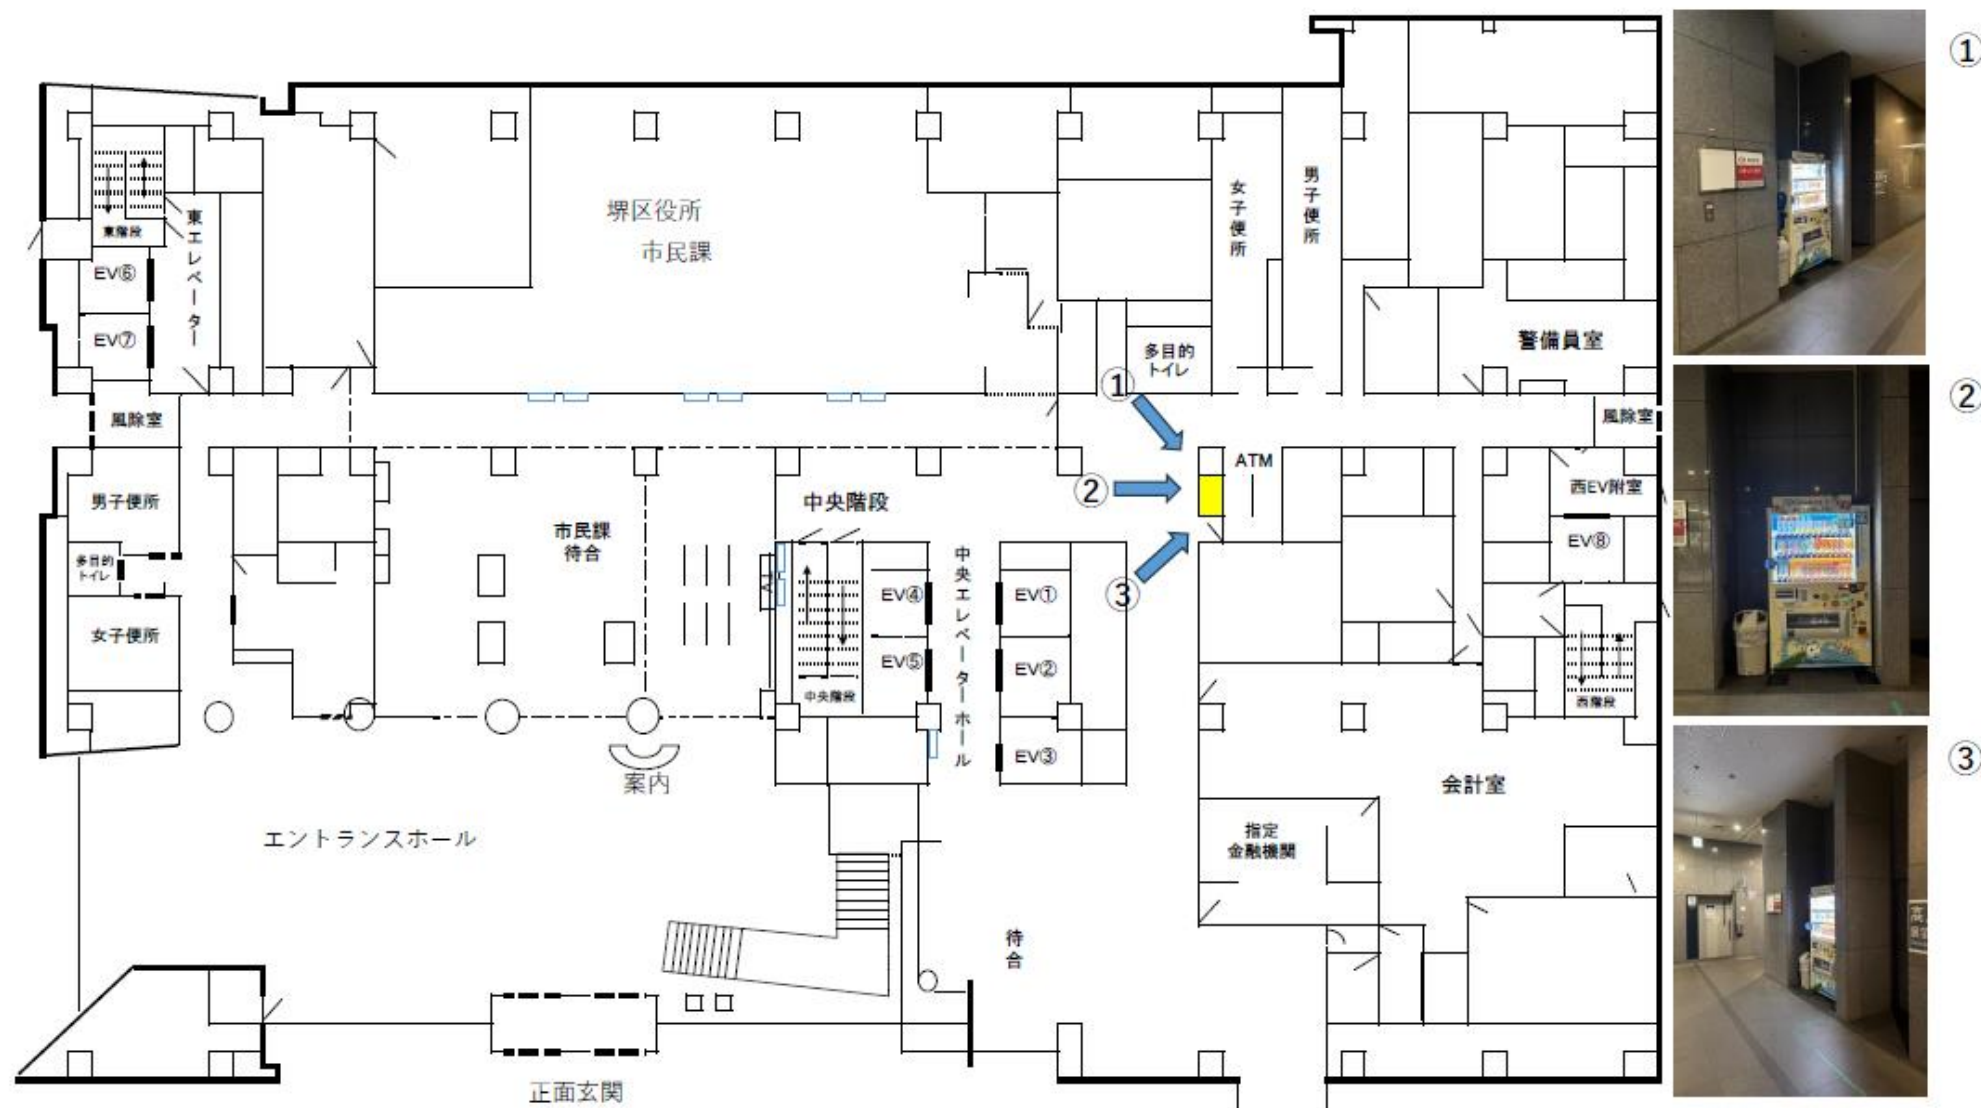 ①
堺区役所
市民課
女子便所
男子便所
東階段
東エレベーター
EV⑥
EV⑦
警備員室
多目的
トイレ
①
②
風除室
風除室
ATM
西EV附室
男子便所
②
中央階段
市民課
待合
EV⑧
多目的
トイレ
中央エレベーターホール
③
TV
EV④
EV①
女子便所
EV⑤
EV②
中央階段
西階段
EV③
③
案内
会計室
エントランスホール
指定
金融機関
待合
正面玄関